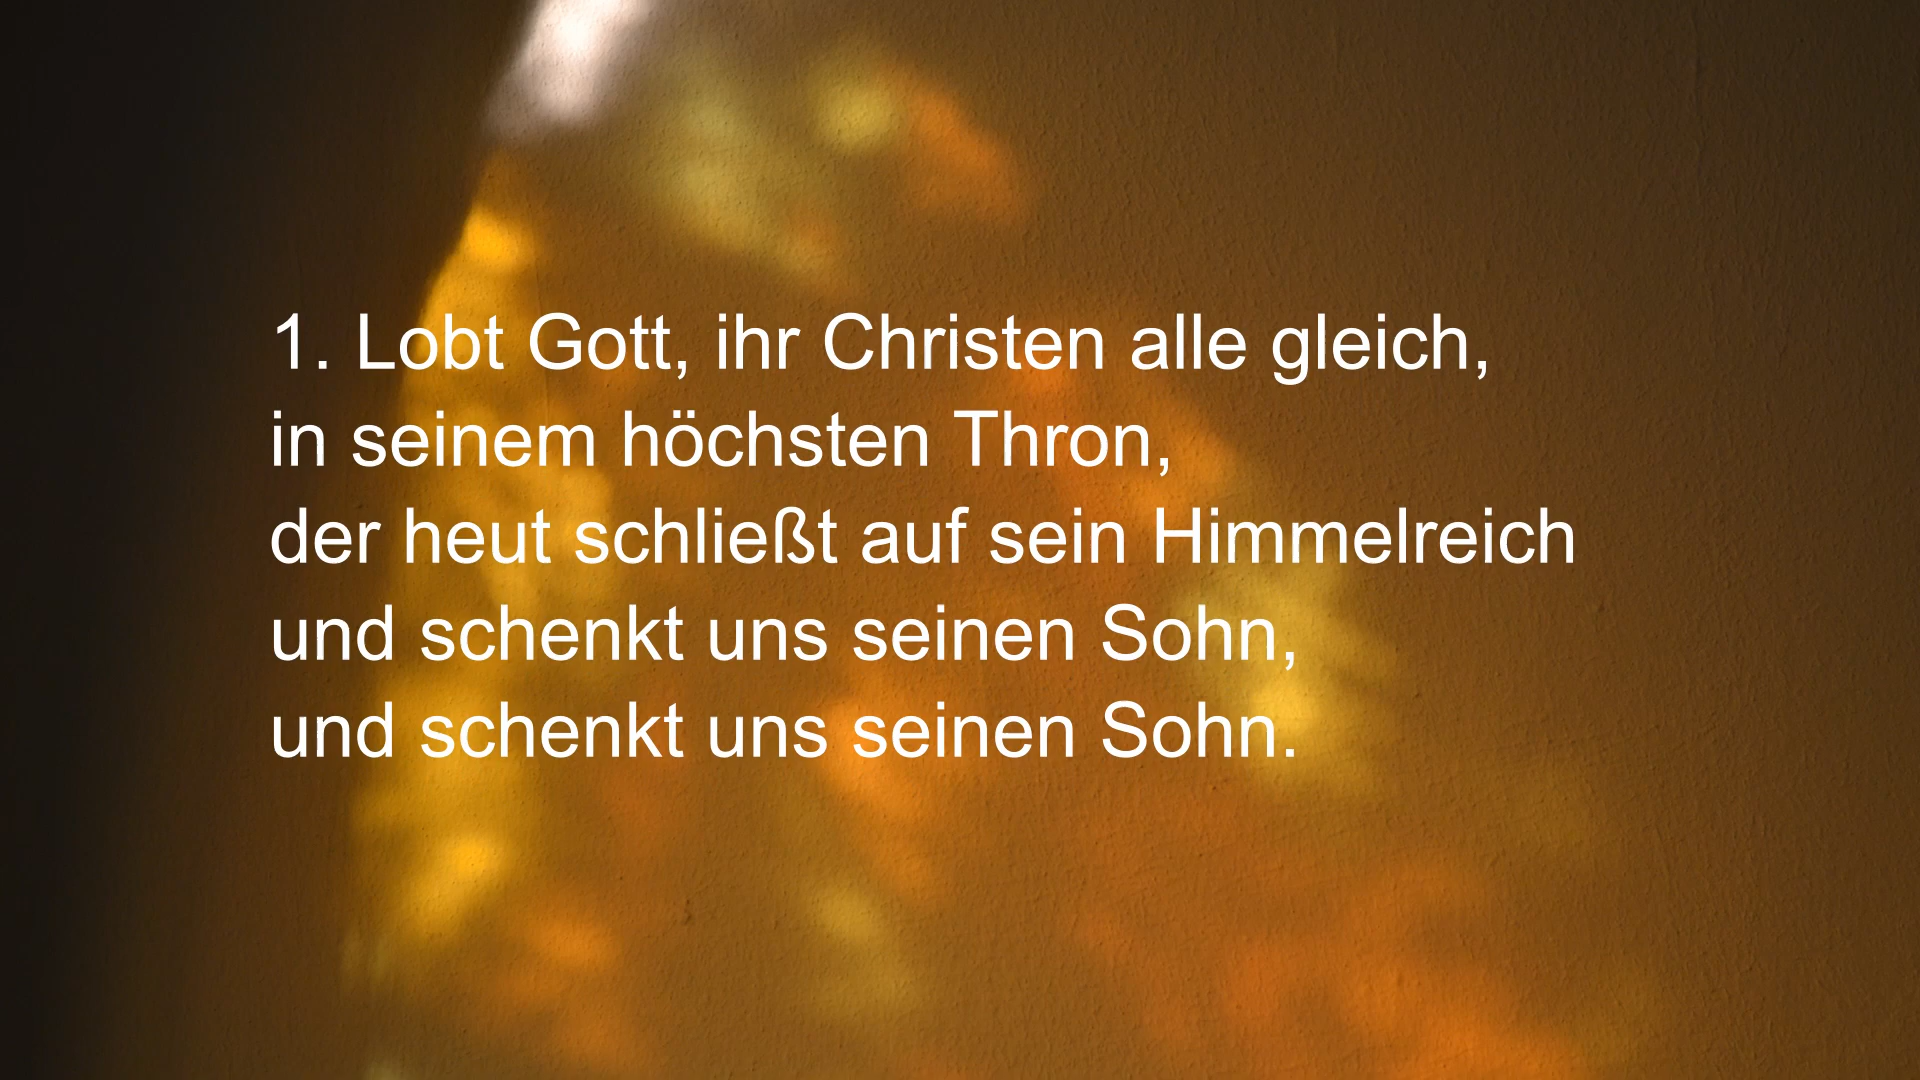 1. Lobt Gott, ihr Christen alle gleich,
in seinem höchsten Thron,
der heut schließt auf sein Himmelreich
und schenkt uns seinen Sohn,
und schenkt uns seinen Sohn.